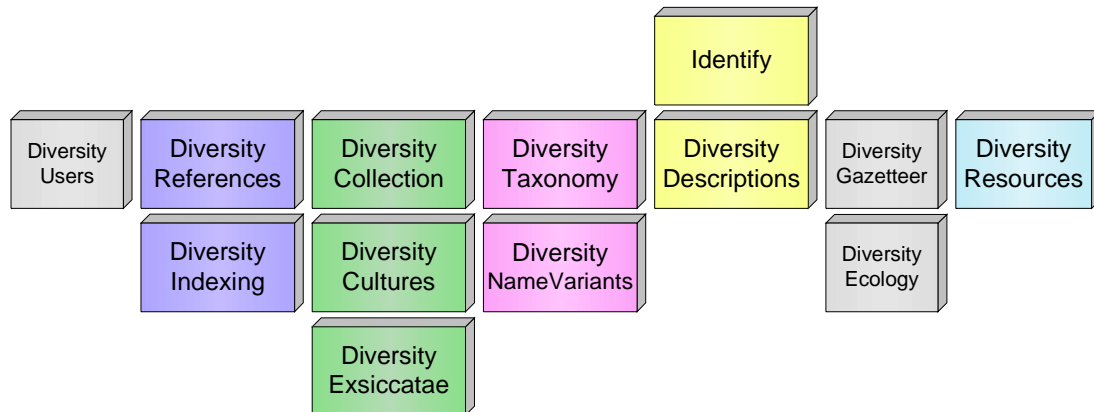 Identify
Diversity
Users
Diversity
References
Diversity
Collection
Diversity
Taxonomy
Diversity
Descriptions
Diversity
Gazetteer
Diversity
Resources
Diversity
Indexing
Diversity
Cultures
Diversity
NameVariants
Diversity
Ecology
Diversity
Exsiccatae